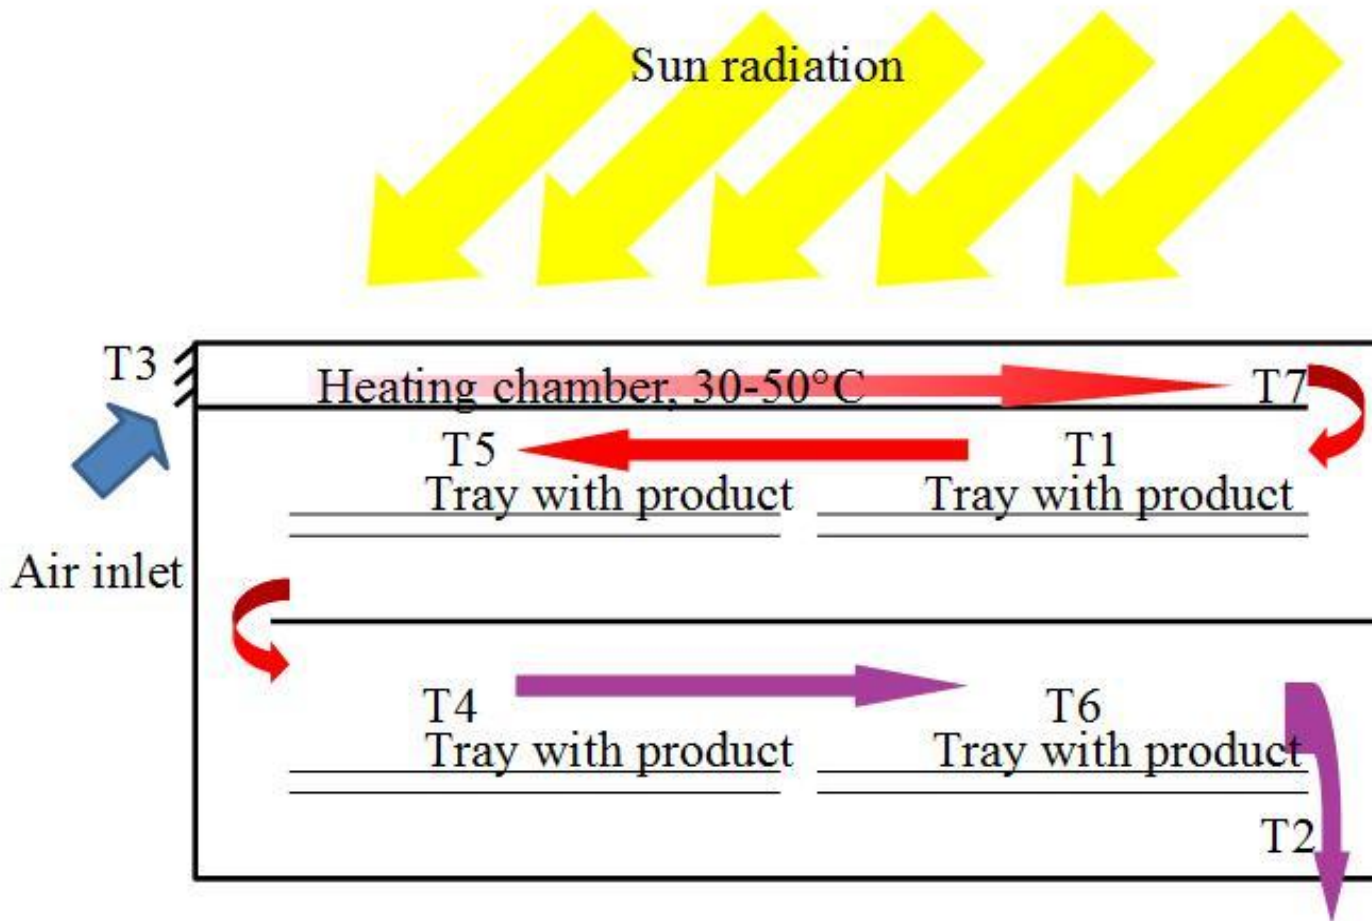 Sun radiation
T3
Heating chamber, 30-50°C
T7
T5
T1
Tray with product
Tray with product
Air inlet
T4
T6
Tray with product
Tray with product
T2